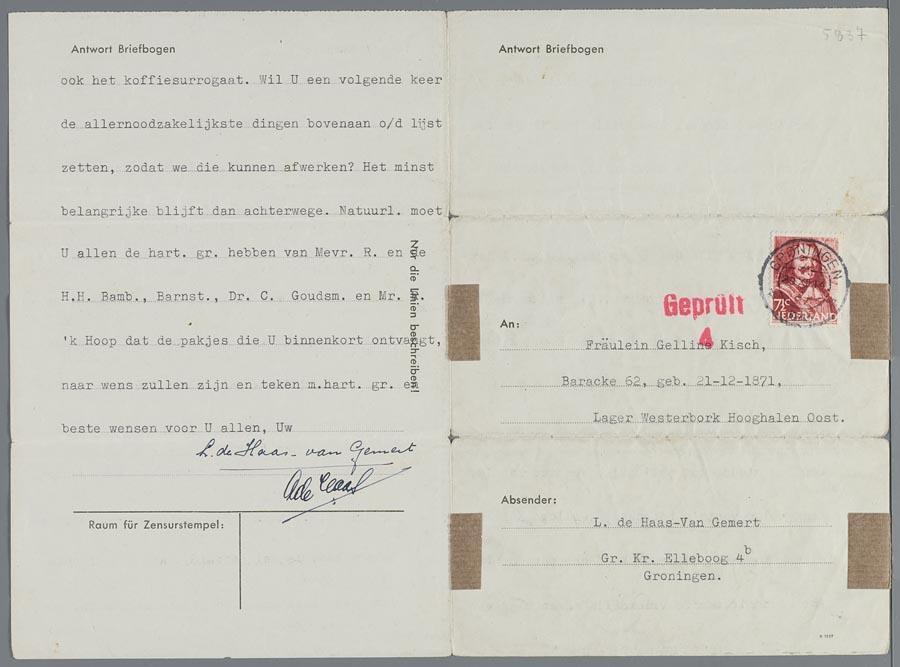 Antwort Briefbogen
ook het koffiesurrogaat. Wil U een volgende keer
de allernoodzakelijkste dingen bovenaan o/d lijst
zetten, zodat we die kunnen afwerken? Het minst
belangrijke blijft dan achterwege. Natuurl. moet
U allen de hart. gr. hebben van Mevr. R. en de
H.H. Bamb., Barnst., Dr. C. Goudsm. en Mr.
'k Hoop dat de pakjes die U binnenkort ontvangt,
naar wens zullen zijn en teken m.hart. gr. en
beste wensen voor U allen, Uw
L. de Haas-van Gemert
Nur die Linien beschreiben!
Raum für Zensurstempel:
Antwort Briefbogen
5837
GRONINGEN
7½c
NEDERLAND
Geprüft
4
An:
Fräulein Gelline Kisch,
Baracke 62, geb. 21-12-1871,
Lager Westerbork Hooghalen Oost.
Absender:
L. de Haas-Van Gemert
Gr. Kr. Elleboog 4b
Groningen.